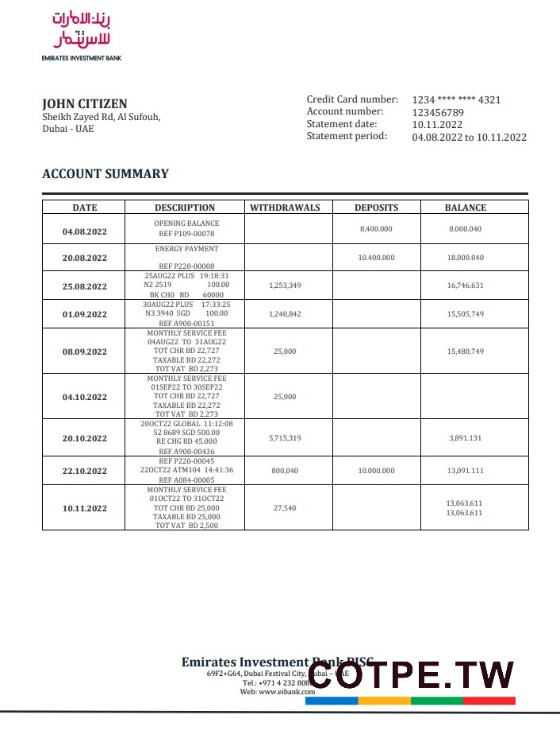 بنك الامارات
للاستثمار
EMIRATES INVESTMENT BANK
JOHN CITIZEN
Sheikh Zayed Rd, Al Sufouh,
Dubai - UAE
Credit Card number: 1234 **** **** 4321
Account number: 123456789
Statement date: 10.11.2022
Statement period: 04.08.2022 to 10.11.2022
ACCOUNT SUMMARY
DATE DESCRIPTION WITHDRAWALS DEPOSITS BALANCE
04.08.2022 OPENING BALANCE 8,400.000 8.000.040
REF P109-00078
20.08.2022 ENERGY PAYMENT 10.400.000 18.000.040
REF P220-00008
25.08.2022 25AUG22 PLUS 19:18:31 1,253,349 16,746.631
N2 2519 100.00
BK CHO BD 60000
01.09.2022 30AUG22 PLUS 17:33:25 1,240,842 15,505,749
N3 3940 SGD 100.00
REF A900-00151
08.09.2022 MONTHLY SERVICE FEE 25,000 15,480,749
04AUG22 TO 31AUG22
TOT CHR BD 22,727
TAXABLE BD 22,272
TOT VAT BD 2,273
04.10.2022 MONTHLY SERVICE FEE 25,000
01SEP22 TO 30SEP22
TOT CHR BD 22,727
TAXABLE BD 22,272
TOT VAT BD 2,273
20.10.2022 20OCT22 GLOBAL 11:12:08 5,715,319 3,891.131
S2 8689 SGD 500.00
RE CHG BD 45.000
REF A900-00436
22.10.2022 REF P220-00045 800,040 10.000.000 13,091.111
22OCT22 ATM104 14:41:36
REF A084-00005
10.11.2022 MONTHLY SERVICE FEE 27,540 13,063.611
01OCT22 TO 31OCT22 13,063.611
TOT CHR BD 25,000
TAXABLE BD 25,000
TOT VAT BD 2,500
Emirates Investment Bank PJSC
69F2+G64, Dubai Festival City, Dubai – UAE
Tel.: +971 4 232 80
Web: www.eibank.com
COTPE.TW